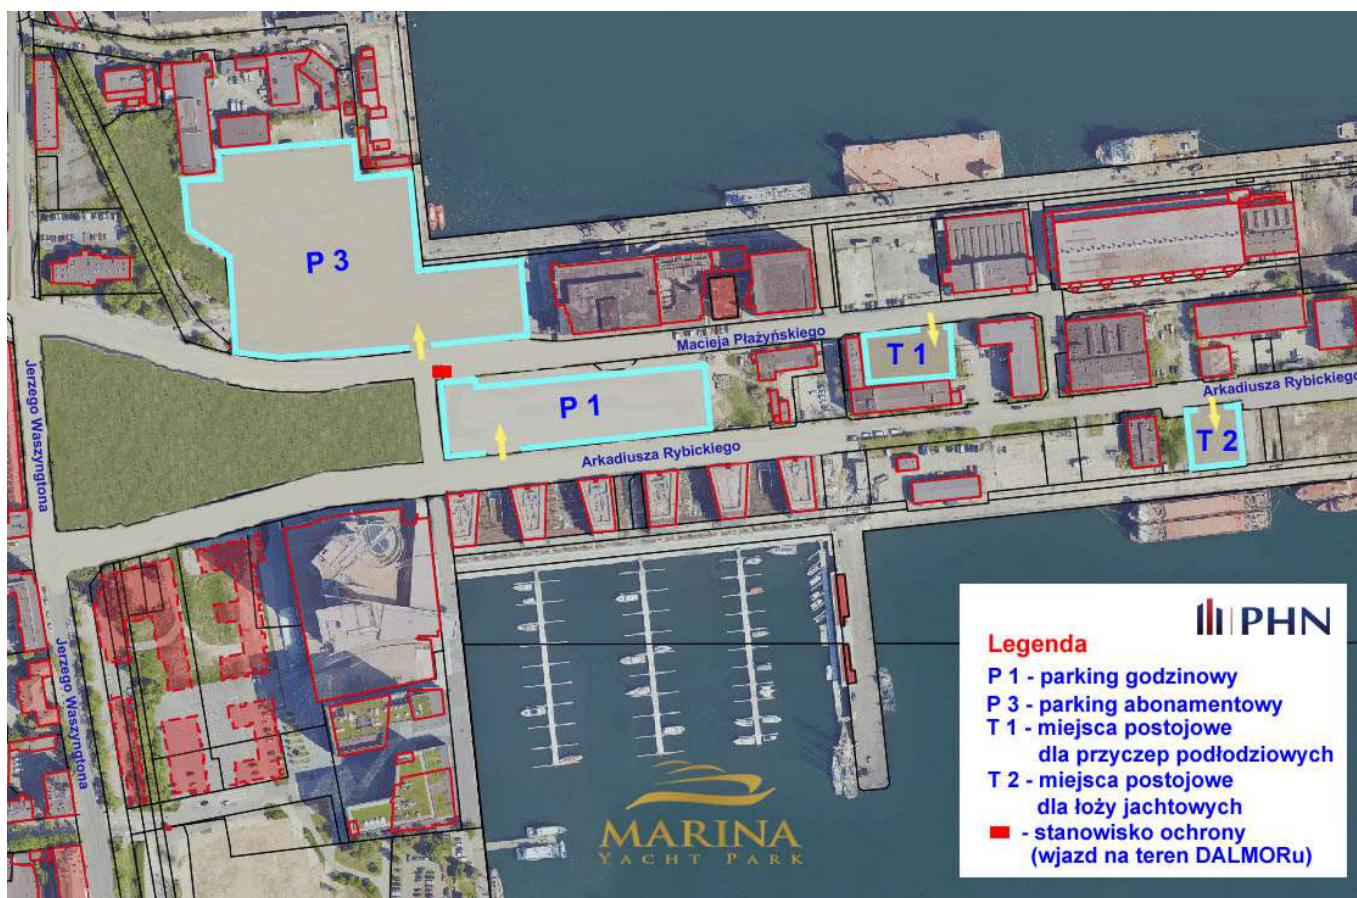 P 3
Macieja Płażyńskiego
T 1
Jerzego Waszyngtona
P 1
Arkadiusza Rybickiego
Arkadiusza Rybickiego
T 2
Jerzego Waszyngtona
MARINA
YACHT PARK
PHN
Legenda
P 1 - parking godzinowy
P 3 - parking abonamentowy
T 1 - miejsca postojowe
dla przyczep podłodziowych
T 2 - miejsca postojowe
dla łoży jachtowych
- stanowisko ochrony
(wjazd na teren DALMORu)